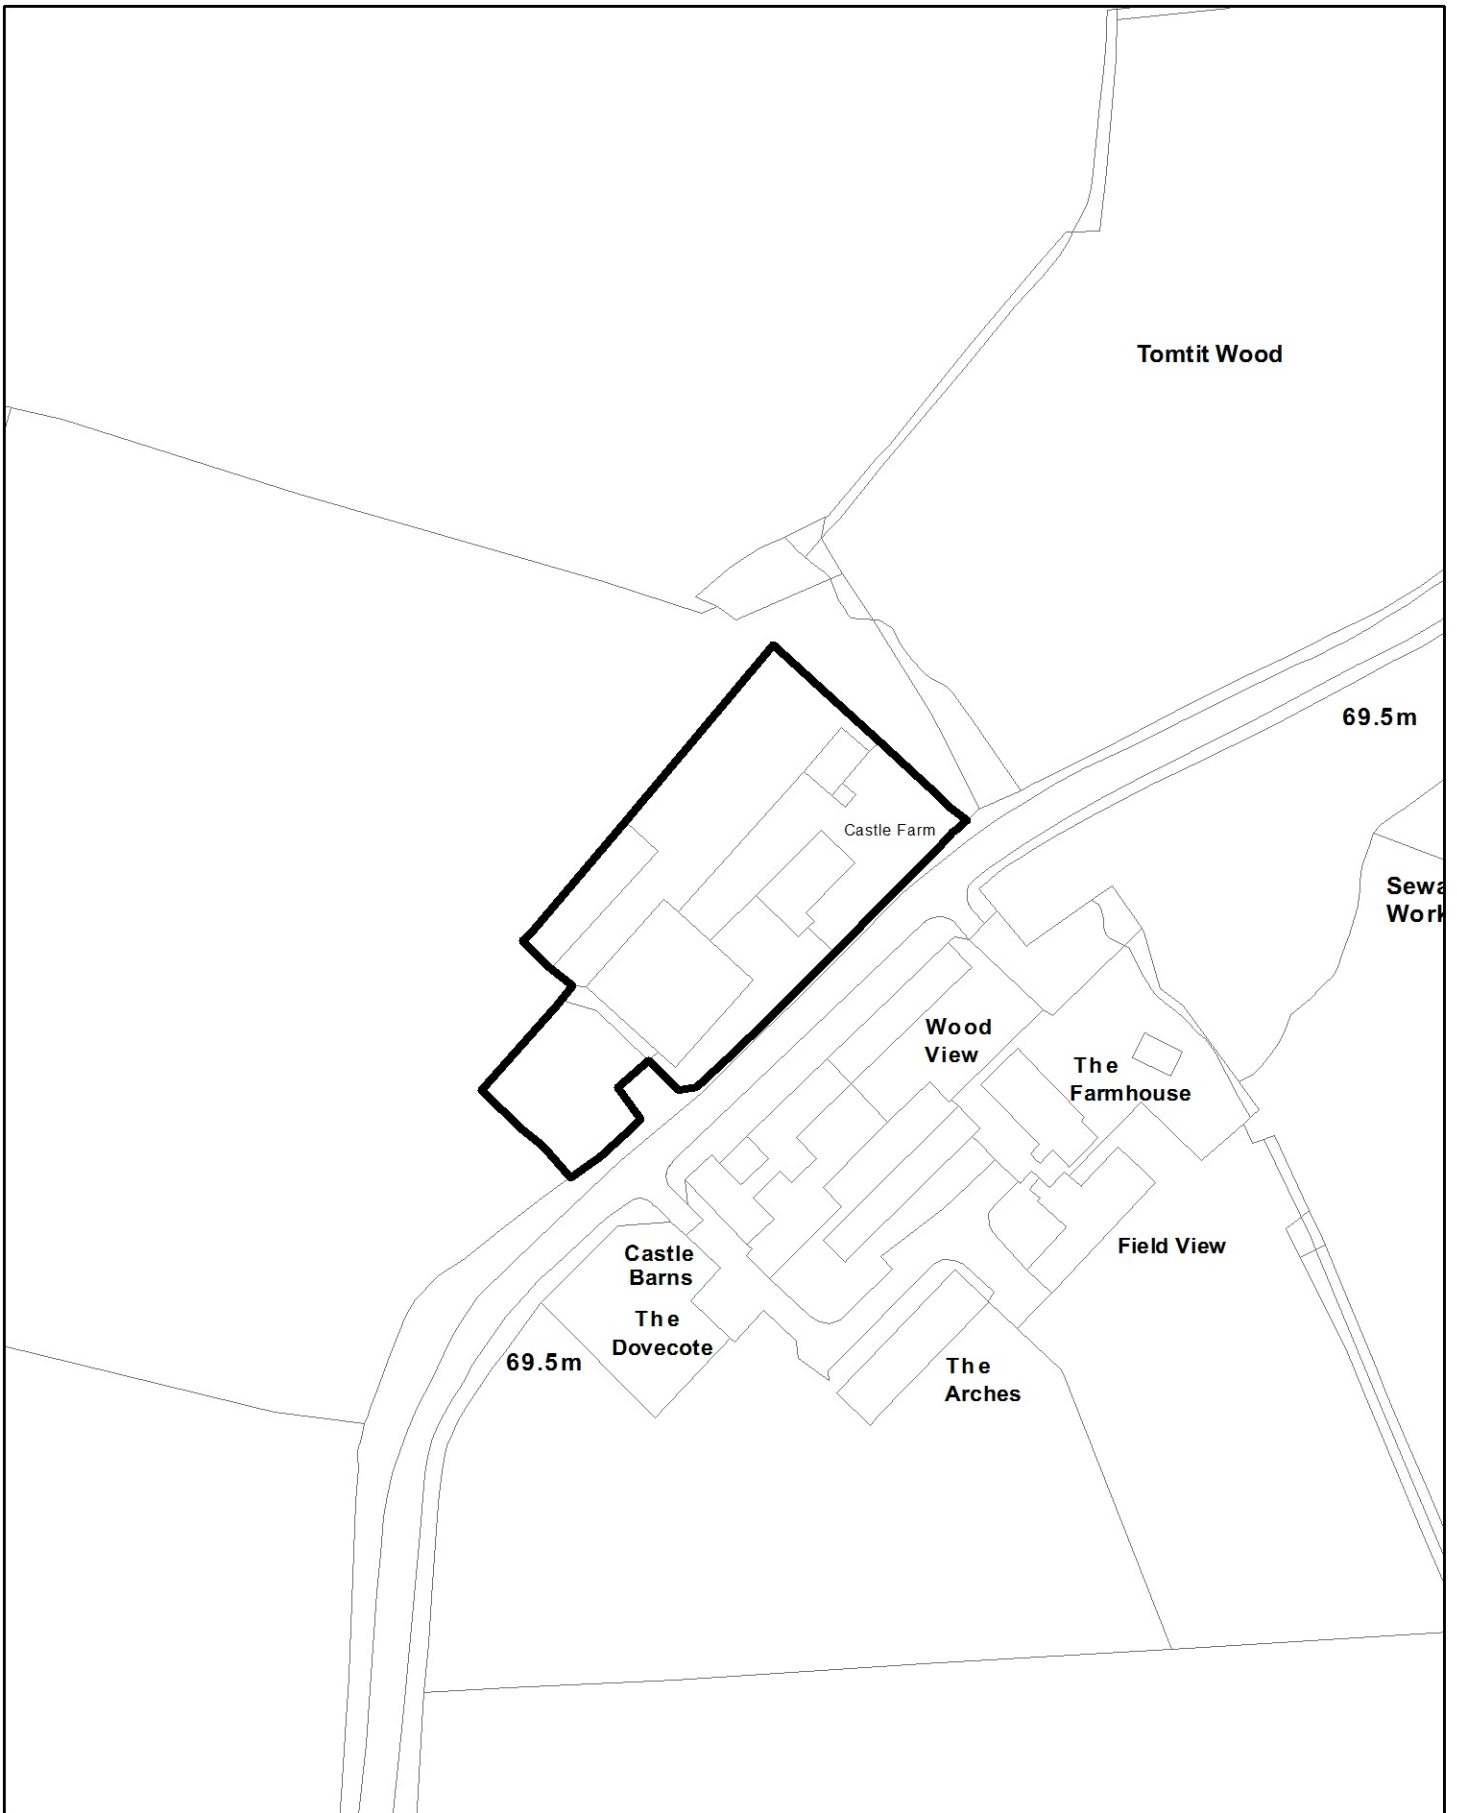 Tomtit Wood
69.5m
Castle Farm
Sewa
Work
Wood
View
The
Farmhouse
Field View
Castle
Barns
The
Dovecote
69.5m
The
Arches